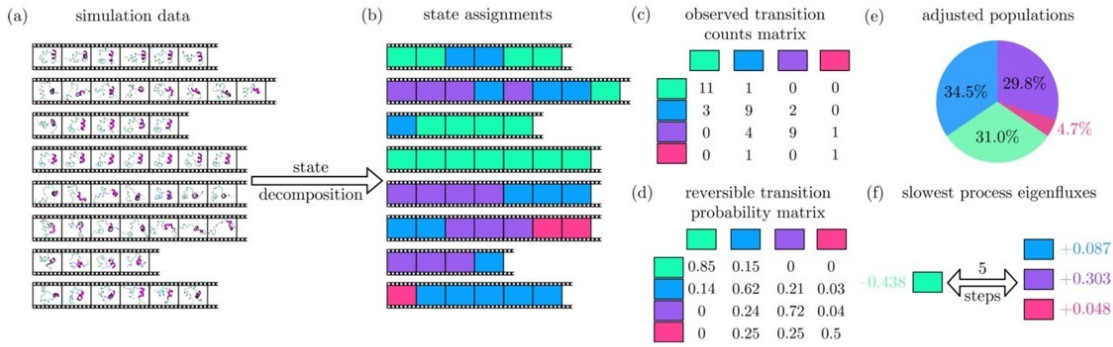 (a) simulation data
(b) state assignments
state
decomposition
(c) observed transition
counts matrix
11 1 0 0
3 9 2 0
0 4 9 1
0 1 0 1
(d) reversible transition
probability matrix
0.85 0.15 0 0
0.14 0.62 0.21 0.03
0 0.24 0.72 0.04
0 0.25 0.25 0.5
(e) adjusted populations
34.5% 29.8%
4.7%
31.0%
(f) slowest process eigenfluxes
+0.087
-0.438 5 +0.303
steps
+0.048